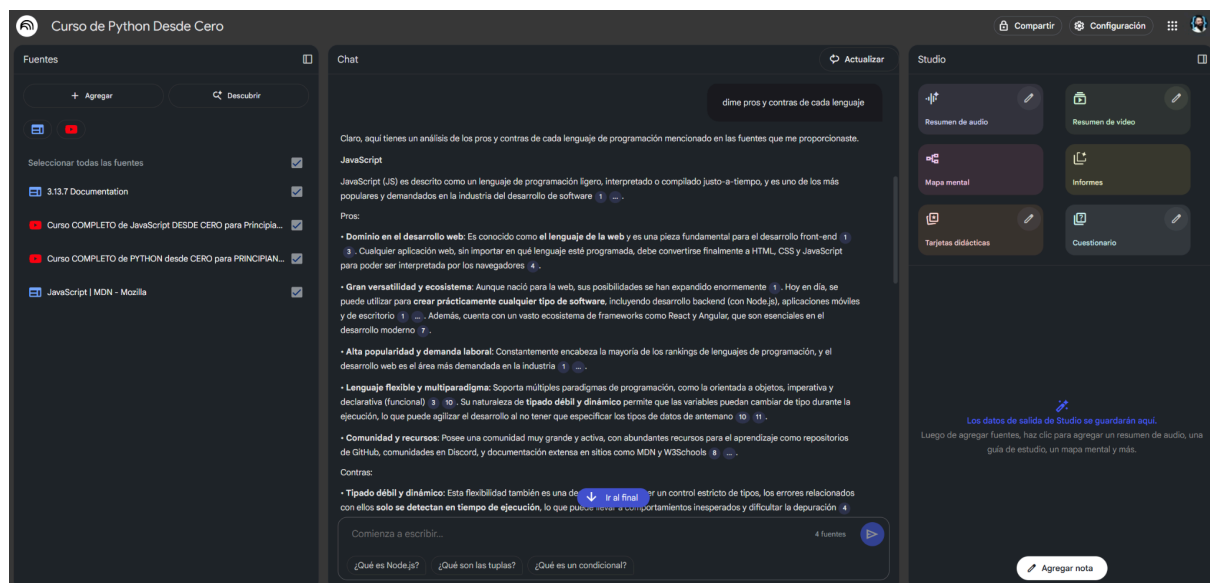 Curso de Python Desde Cero
Compartir
Configuración
Fuentes
+ Agregar
Descubrir
Seleccionar todas las fuentes
3.13.7 Documentation
Curso COMPLETO de JavaScript DESDE CERO para Principia...
Curso COMPLETO de PYTHON desde CERO para PRINCIPIAN...
JavaScript | MDN - Mozilla
Chat
Actualizar
dime pros y contras de cada lenguaje
Claro, aquí tienes un análisis de los pros y contras de cada lenguaje de programación mencionado en las fuentes que me proporcionaste.
JavaScript
JavaScript (JS) es descrito como un lenguaje de programación ligero, interpretado o compilado justo-a-tiempo, y es uno de los más
populares y demandados en la industria del desarrollo de software 1 ... .
Pros:
• Dominio en el desarrollo web: Es conocido como el lenguaje de la web y es una pieza fundamental para el desarrollo front-end 1
3 . Cualquier aplicación web, sin importar en qué lenguaje esté programada, debe convertirse finalmente a HTML, CSS y JavaScript
para poder ser interpretada por los navegadores 4 .
• Gran versatilidad y ecosistema: Aunque nació para la web, sus posibilidades se han expandido enormemente 1 . Hoy en día, se
puede utilizar para crear prácticamente cualquier tipo de software, incluyendo desarrollo backend (con Node.js), aplicaciones móviles
y de escritorio 1 ... . Además, cuenta con un vasto ecosistema de frameworks como React y Angular, que son esenciales en el
desarrollo moderno 7 .
• Alta popularidad y demanda laboral: Constantemente encabeza la mayoría de los rankings de lenguajes de programación, y el
desarrollo web es el área más demandada en la industria 1 ... .
• Lenguaje flexible y multiparadigma: Soporta múltiples paradigmas de programación, como la orientada a objetos, imperativa y
declarativa (funcional) 3 10 . Su naturaleza de tipado débil y dinámico permite que las variables puedan cambiar de tipo durante la
ejecución, lo que puede agilizar el desarrollo al no tener que especificar los tipos de datos de antemano 10 11 .
• Comunidad y recursos: Posee una comunidad muy grande y activa, con abundantes recursos para el aprendizaje como repositorios
de GitHub, comunidades en Discord, y documentación extensa en sitios como MDN y W3Schools 8 ... .
Contras:
• Tipado débil y dinámico: Esta flexibilidad también es una de er un control estricto de tipos, los errores relacionados
con ellos solo se detectan en tiempo de ejecución, lo que puede llevar a comportamientos inesperados y dificultar la depuración 4
Ir al final
Comienza a escribir...
4 fuentes
¿Qué es Node.js?
¿Qué son las tuplas?
¿Qué es un condicional?
Studio
Resumen de audio
Resumen de video
Mapa mental
Informes
Tarjetas didácticas
Cuestionario
Los datos de salida de Studio se guardarán aquí.
Luego de agregar fuentes, haz clic para agregar un resumen de audio, una
guía de estudio, un mapa mental y más.
Agregar nota